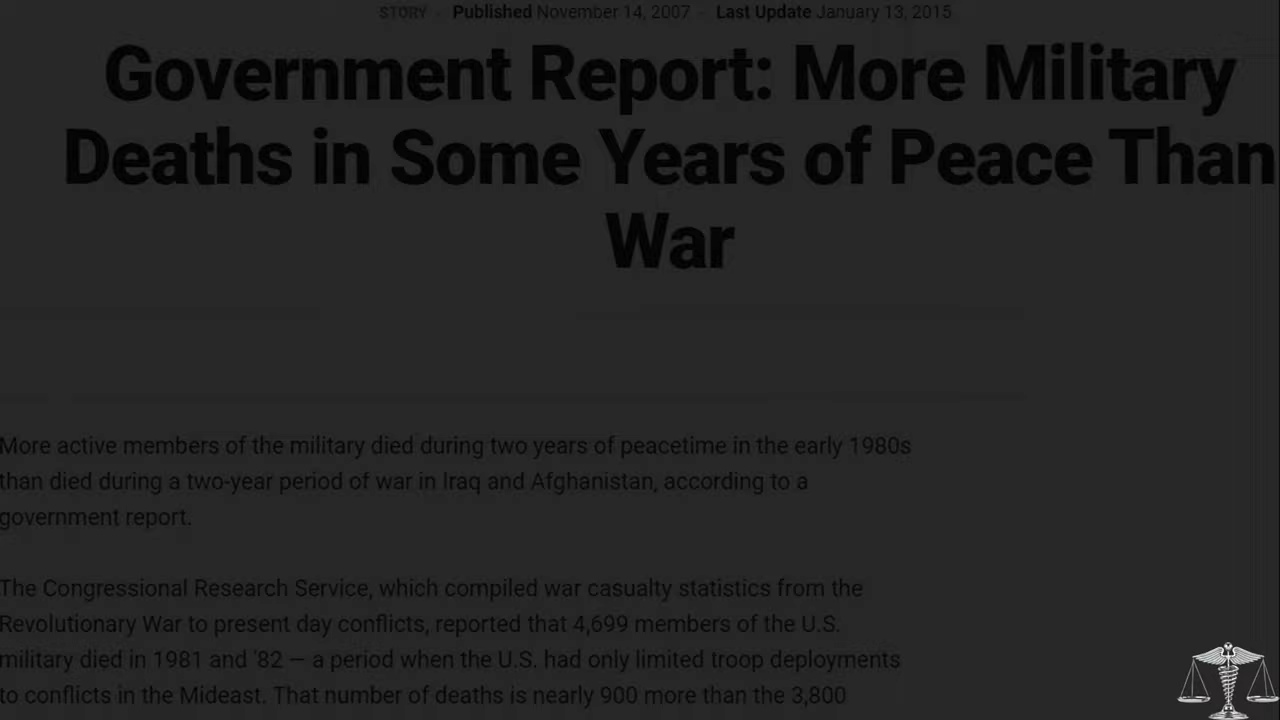 STORY · Published November 14, 2007 · Last Update January 13, 2015
Government Report: More Military
Deaths in Some Years of Peace Than
War
More active members of the military died during two years of peacetime in the early 1980s
than died during a two-year period of war in Iraq and Afghanistan, according to a
government report.
The Congressional Research Service, which compiled war casualty statistics from the
Revolutionary War to present day conflicts, reported that 4,699 members of the U.S.
military died in 1981 and '82 — a period when the U.S. had only limited troop deployments
to conflicts in the Mideast. That number of deaths is nearly 900 more than the 3,800